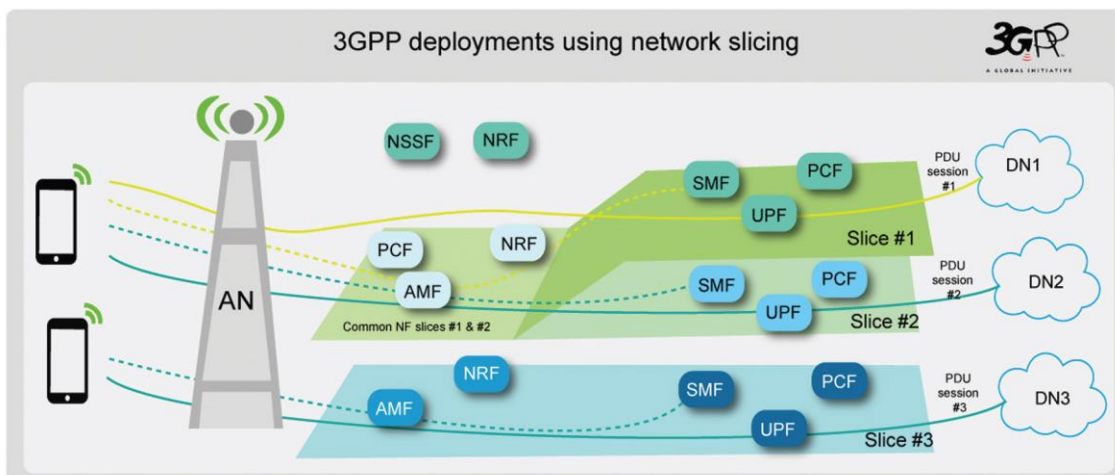 3GPP deployments using network slicing
3GPP
A GLOBAL INITIATIVE
NSSF
NRF
SMF
PCF
UPF
Slice #1
PDU
session
#1
DN1
AN
PCF
NRF
AMF
Common NF slices #1 & #2
SMF
PCF
UPF
Slice #2
PDU
session
#2
DN2
NRF
AMF
SMF
PCF
UPF
Slice #3
PDU
session
#3
DN3